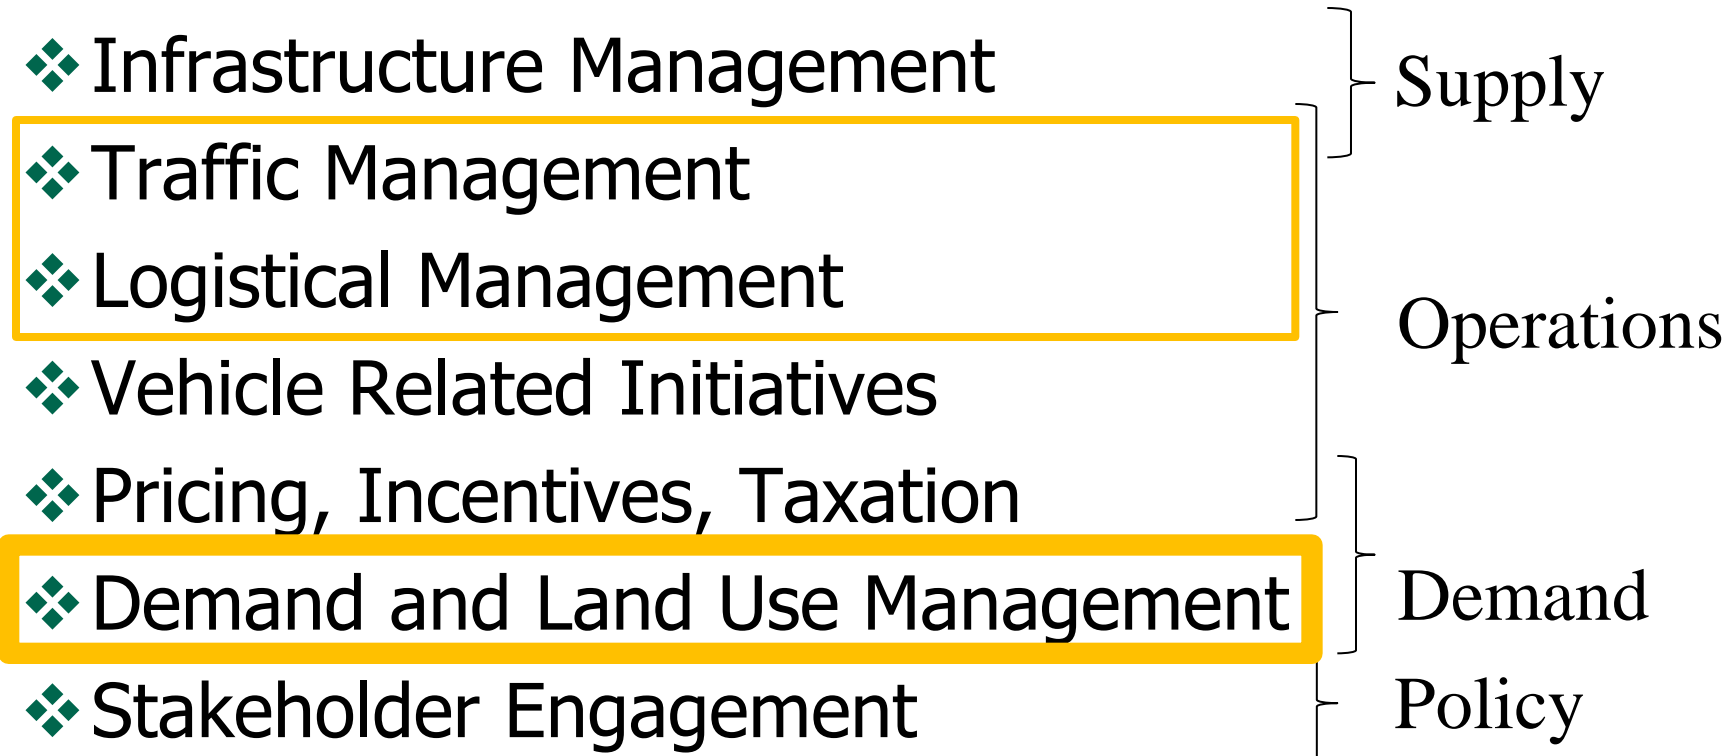 ❖ Infrastructure Management
Supply
❖ Traffic Management
❖ Logistical Management
Operations
❖ Vehicle Related Initiatives
❖ Pricing, Incentives, Taxation
❖ Demand and Land Use Management
Demand
❖ Stakeholder Engagement
Policy